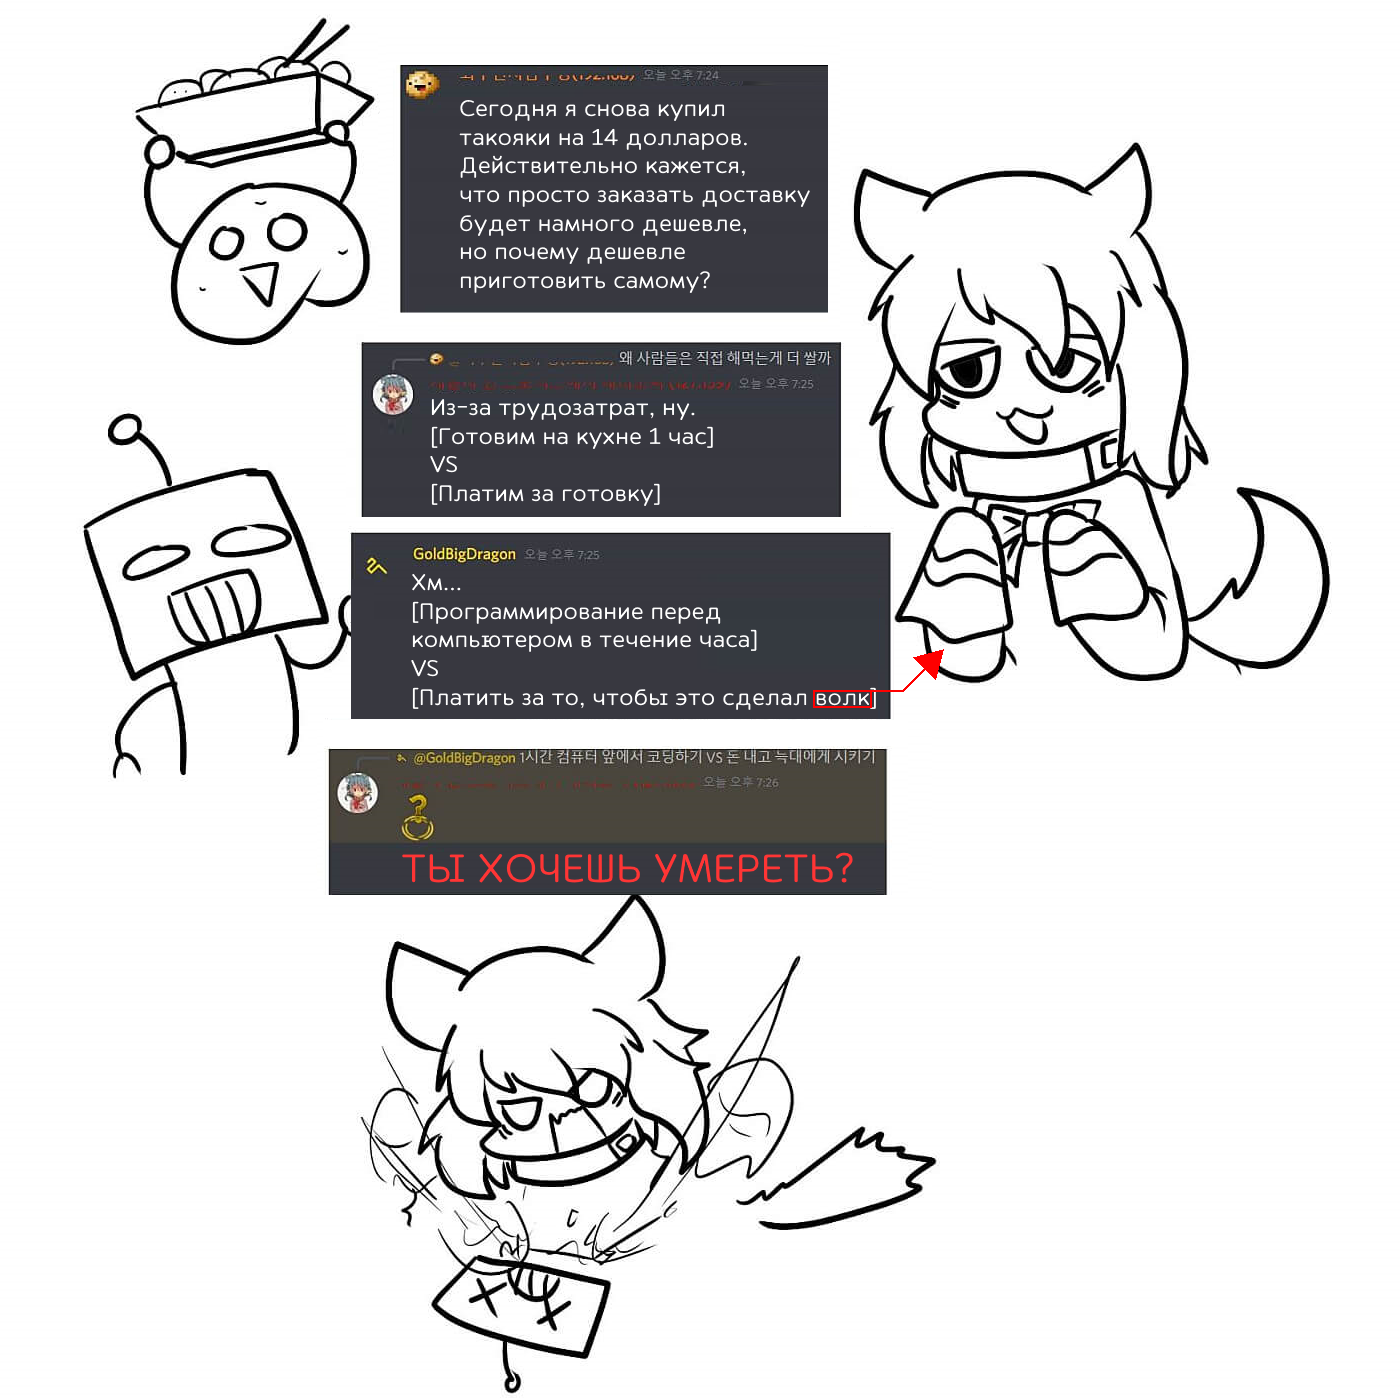 오늘 오후 7:24
Сегодня я снова купил
такояки на 14 долларов.
Действительно кажется,
что просто заказать доставку
будет намного дешевле,
но почему дешевле
приготовить самому?
왜 사람들은 직접 해먹는게 더 쌀까
오늘 오후 7:25
Из-за трудозатрат, ну.
[Готовим на кухне 1 час]
VS
[Платим за готовку]
GoldBigDragon 오늘 오후 7:25
Хм...
[Программирование перед
компьютером в течение часа]
VS
[Платить за то, чтобы это сделал волк]
@GoldBigDragon 1시간 컴퓨터 앞에서 코딩하기 VS 돈 내고 늑대에게 시키기
오늘 오후 7:26
?
ТЫ ХОЧЕШЬ УМЕРЕТЬ?